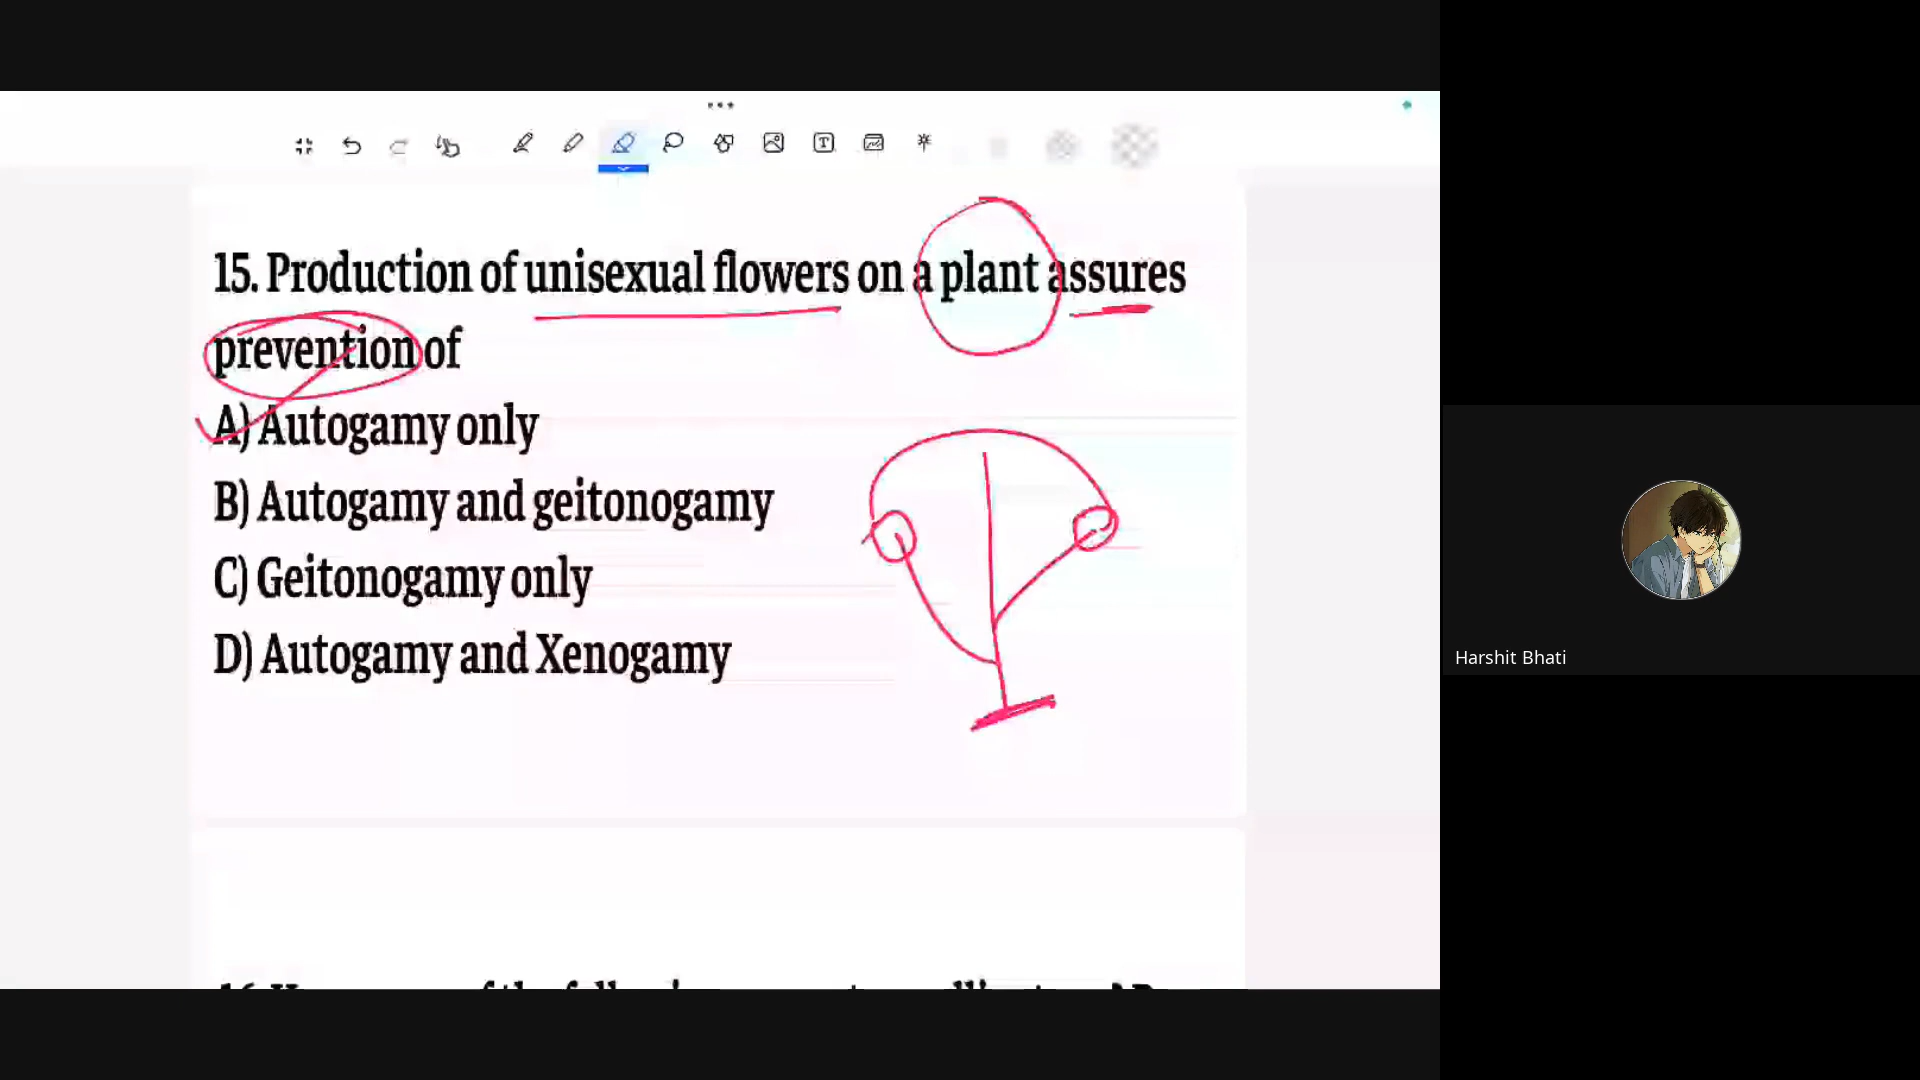 15. Production of unisexual flowers on a plant assures
prevention of
A) Autogamy only
B) Autogamy and geitonogamy
C) Geitonogamy only
D) Autogamy and Xenogamy
Harshit Bhati